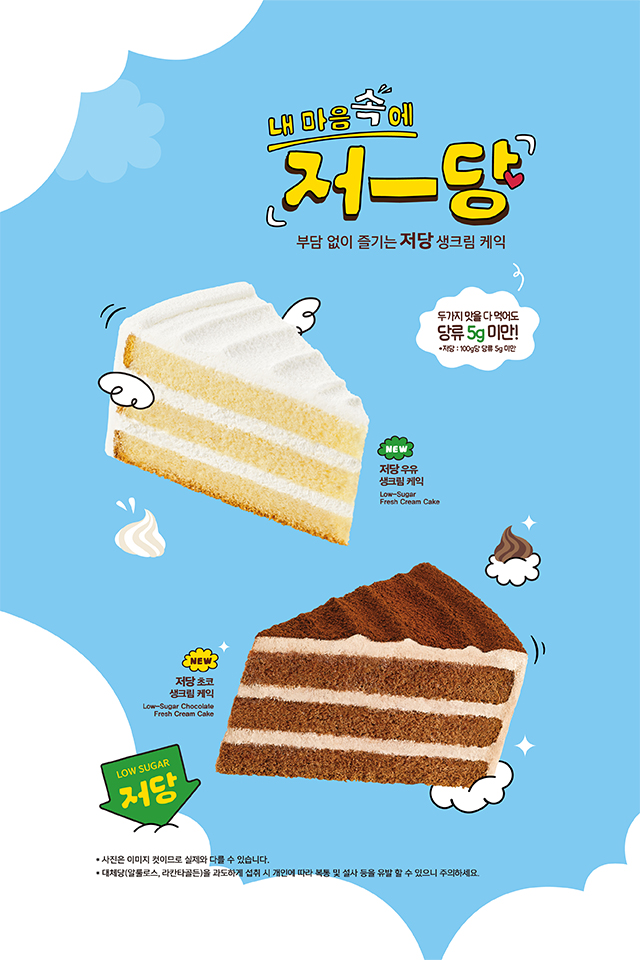 내 마음속에
저ㅡ당
부담 없이 즐기는 저당 생크림 케익
두가지 맛을 다 먹어도
당류 5g 미만!
*저당 : 100g당 당류 5g 미만
NEW
저당 우유
생크림 케익
Low-Sugar
Fresh Cream Cake
NEW
저당 초코
생크림 케익
Low-Sugar Chocolate
Fresh Cream Cake
LOW SUGAR
저당
* 사진은 이미지 컷이므로 실제와 다를 수 있습니다.
* 대체당(알룰로스, 라칸타골든)을 과도하게 섭취 시 개인에 따라 복통 및 설사 등을 유발 할 수 있으니 주의하세요.